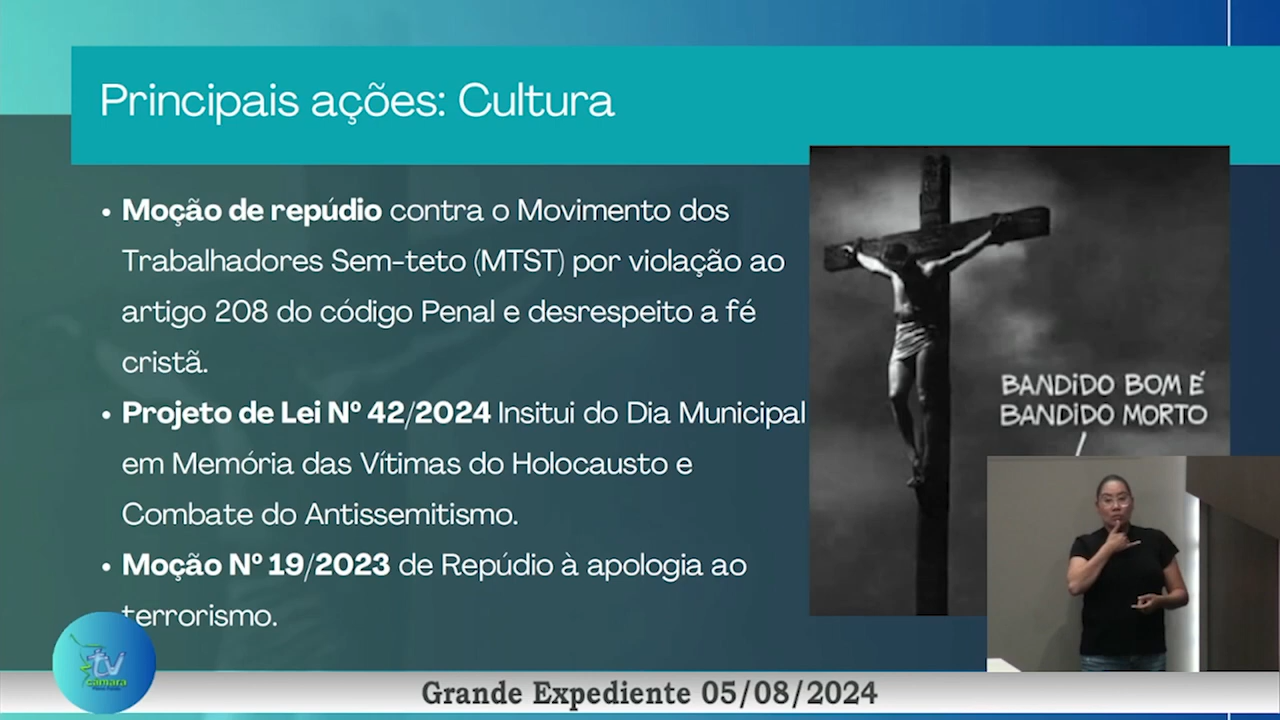 Principais ações: Cultura
• Moção de repúdio contra o Movimento dos
Trabalhadores Sem-teto (MTST) por violação ao
artigo 208 do código Penal e desrespeito a fé
cristã.
• Projeto de Lei Nº 42/2024 Insitui do Dia Municipal
em Memória das Vítimas do Holocausto e
Combate do Antissemitismo.
• Moção Nº 19/2023 de Repúdio à apologia ao
terrorismo.
BANDIDO BOM É
BANDIDO MORTO
tv
câmara
Grande Expediente 05/08/2024